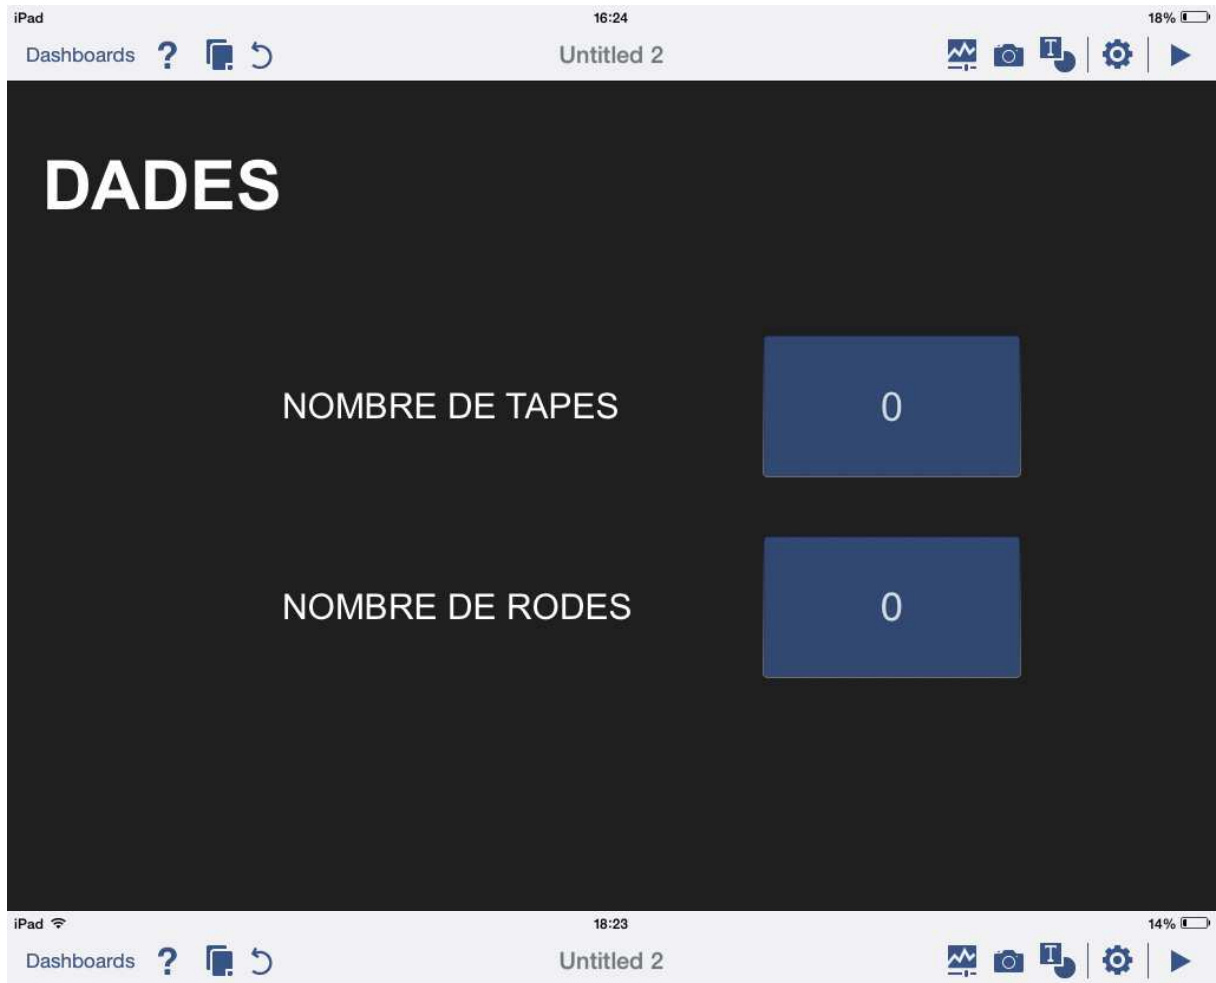 iPad 16:24 18%
Dashboards ? Untitled 2 T
DADES
NOMBRE DE TAPES 0
NOMBRE DE RODES 0
iPad 18:23 14%
Dashboards ? Untitled 2 T